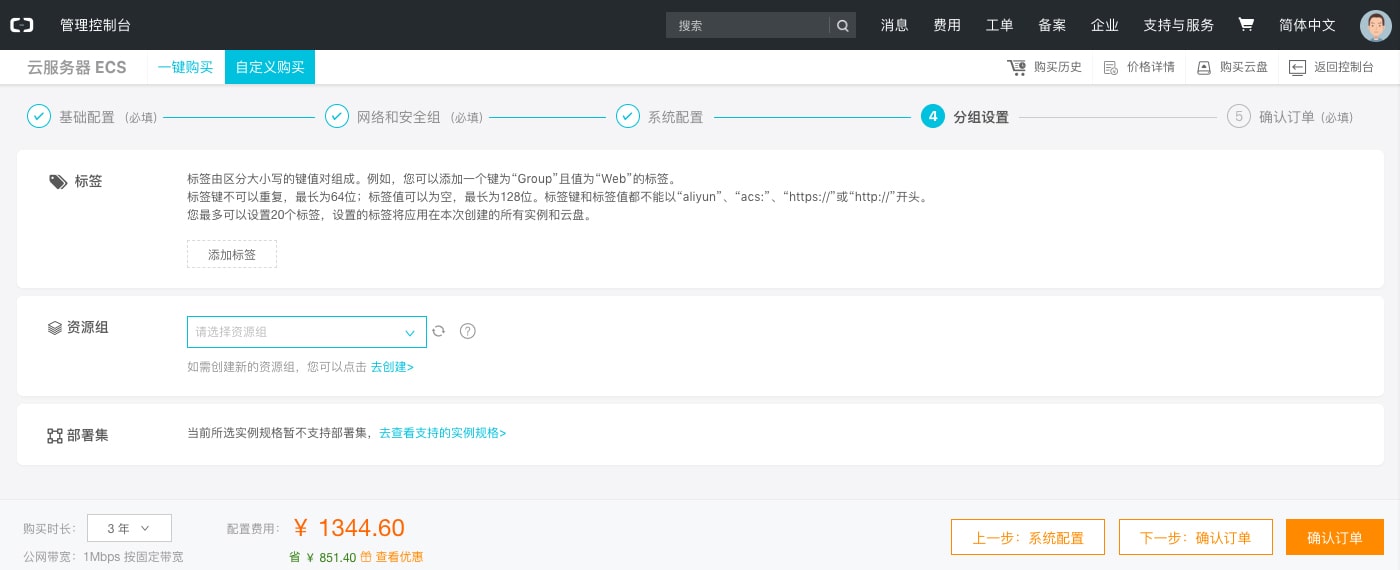 管理控制台 搜索 消息 费用 工单 备案 企业 支持与服务 简体中文
云服务器 ECS 一键购买 自定义购买 购买历史 价格详情 购买云盘 返回控制台
基础配置 (必填) 网络和安全组 (必填) 系统配置 4 分组设置 5 确认订单 (必填)
标签 标签由区分大小写的键值对组成。例如，您可以添加一个键为“Group”且值为“Web”的标签。
标签键不可以重复，最长为64位；标签值可以为空，最长为128位。标签键和标签值都不能以“aliyun”、“acs:”、“https://”或“http://”开头。
您最多可以设置20个标签，设置的标签将应用在本次创建的所有实例和云盘。
添加标签
资源组 请选择资源组 ?
如需创建新的资源组，您可以点击 去创建>
部署集 当前所选实例规格暂不支持部署集，去查看支持的实例规格>
购买时长： 3 年 配置费用： ¥ 1344.60 上一步：系统配置 下一步：确认订单 确认订单
公网带宽：1Mbps 按固定带宽 省 ¥ 851.40 查看优惠